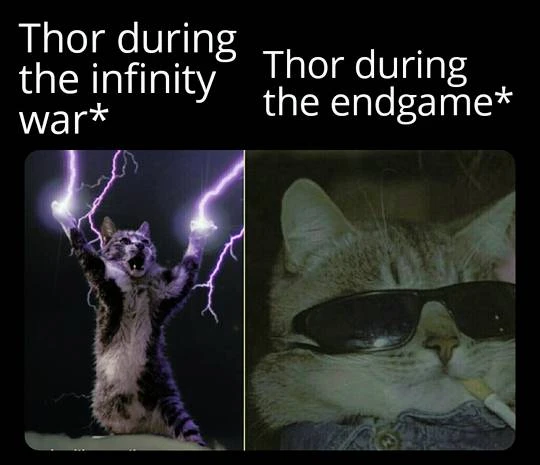 Thor during
the infinity
war*
Thor during
the endgame*